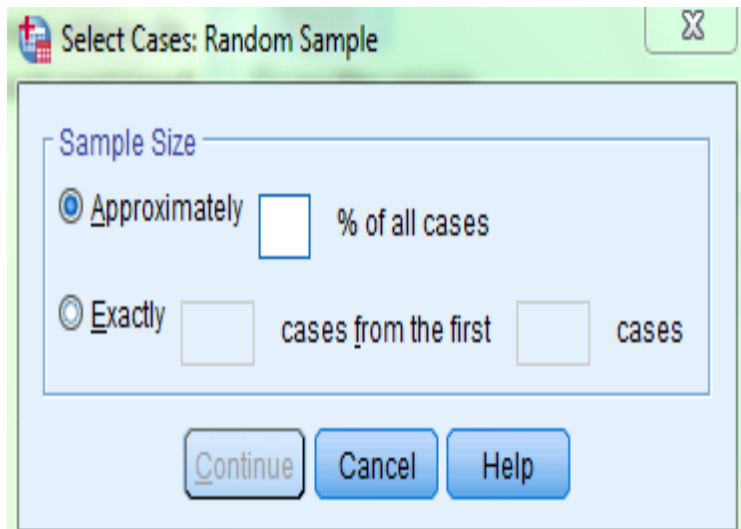 Select Cases: Random Sample
Sample Size
Approximately % of all cases
Exactly cases from the first cases
Continue Cancel Help